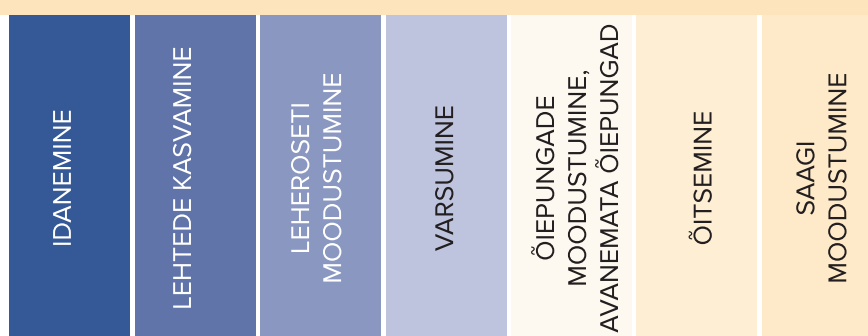 IDANEMINE
LEHTEDE KASVAMINE
LEHEROSETI
MOODUSTUMINE
VARSUMINE
ÕIEPUNGADE
MOODUSTUMINE,
AVANEMATA ÕIEPUNGAD
ÕITSEMINE
SAAGI
MOODUSTUMINE